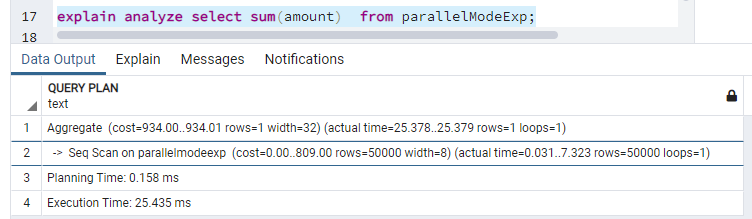 17 explain analyze select sum(amount)  from parallelModeExp;
18
Data Output Explain Messages Notifications
QUERY PLAN
text
1 Aggregate (cost=934.00..934.01 rows=1 width=32) (actual time=25.378..25.379 rows=1 loops=1)
2 -> Seq Scan on parallelmodeexp (cost=0.00..809.00 rows=50000 width=8) (actual time=0.031..7.323 rows=50000 loops=1)
3 Planning Time: 0.158 ms
4 Execution Time: 25.435 ms